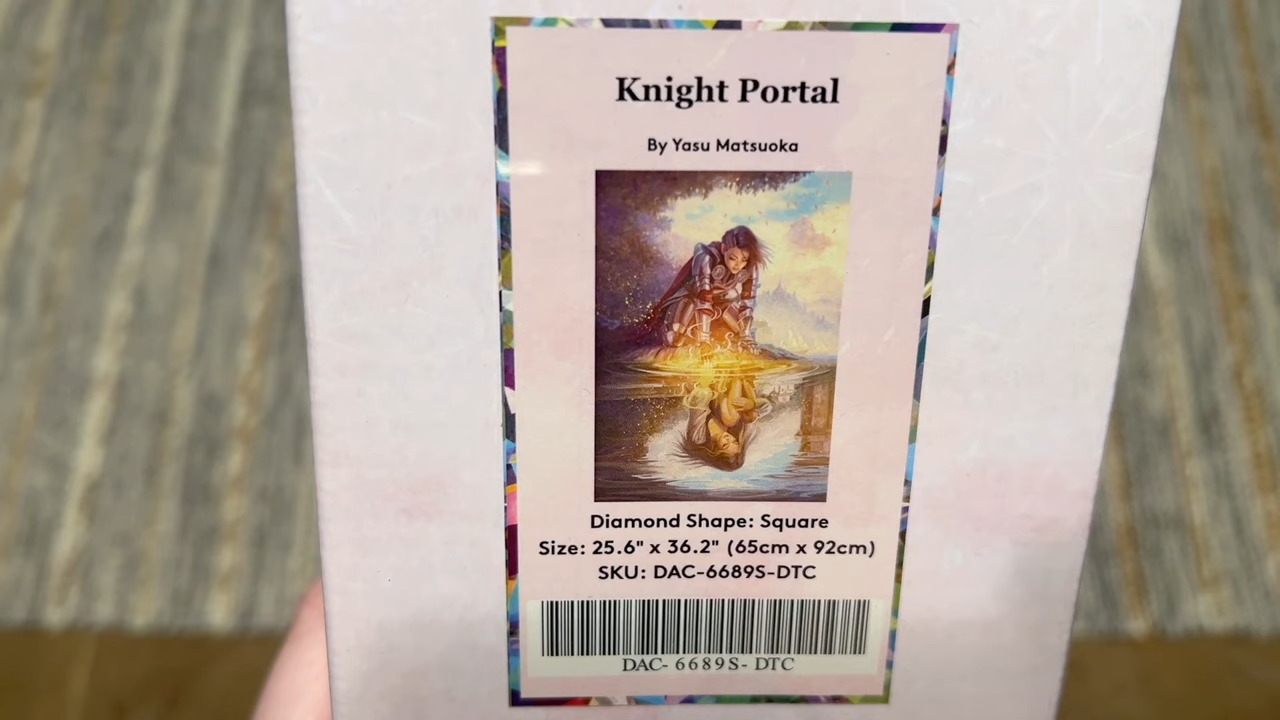 Knight Portal
By Yasu Matsuoka
Diamond Shape: Square
Size: 25.6" x 36.2" (65cm x 92cm)
SKU: DAC-6689S-DTC
DAC- 6689S- DTC